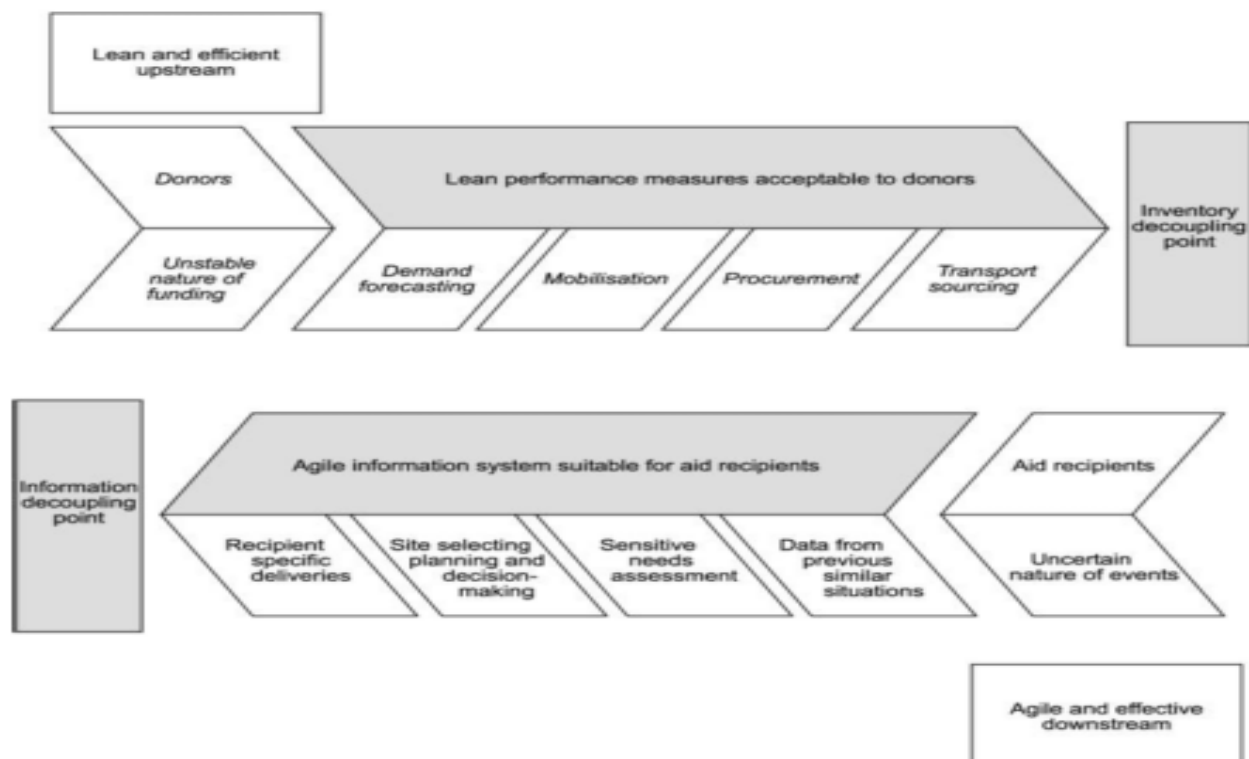 Lean and efficient
upstream
Donors
Lean performance measures acceptable to donors
Inventory
decoupling
point
Unstable
nature of
funding
Demand
forecasting
Mobilisation
Procurement
Transport
sourcing
Information
decoupling
point
Agile information system suitable for aid recipients
Aid recipients
Recipient
specific
deliveries
Site selecting
planning and
decision-
making
Sensitive
needs
assessment
Data from
previous
similar
situations
Uncertain
nature of events
Agile and effective
downstream